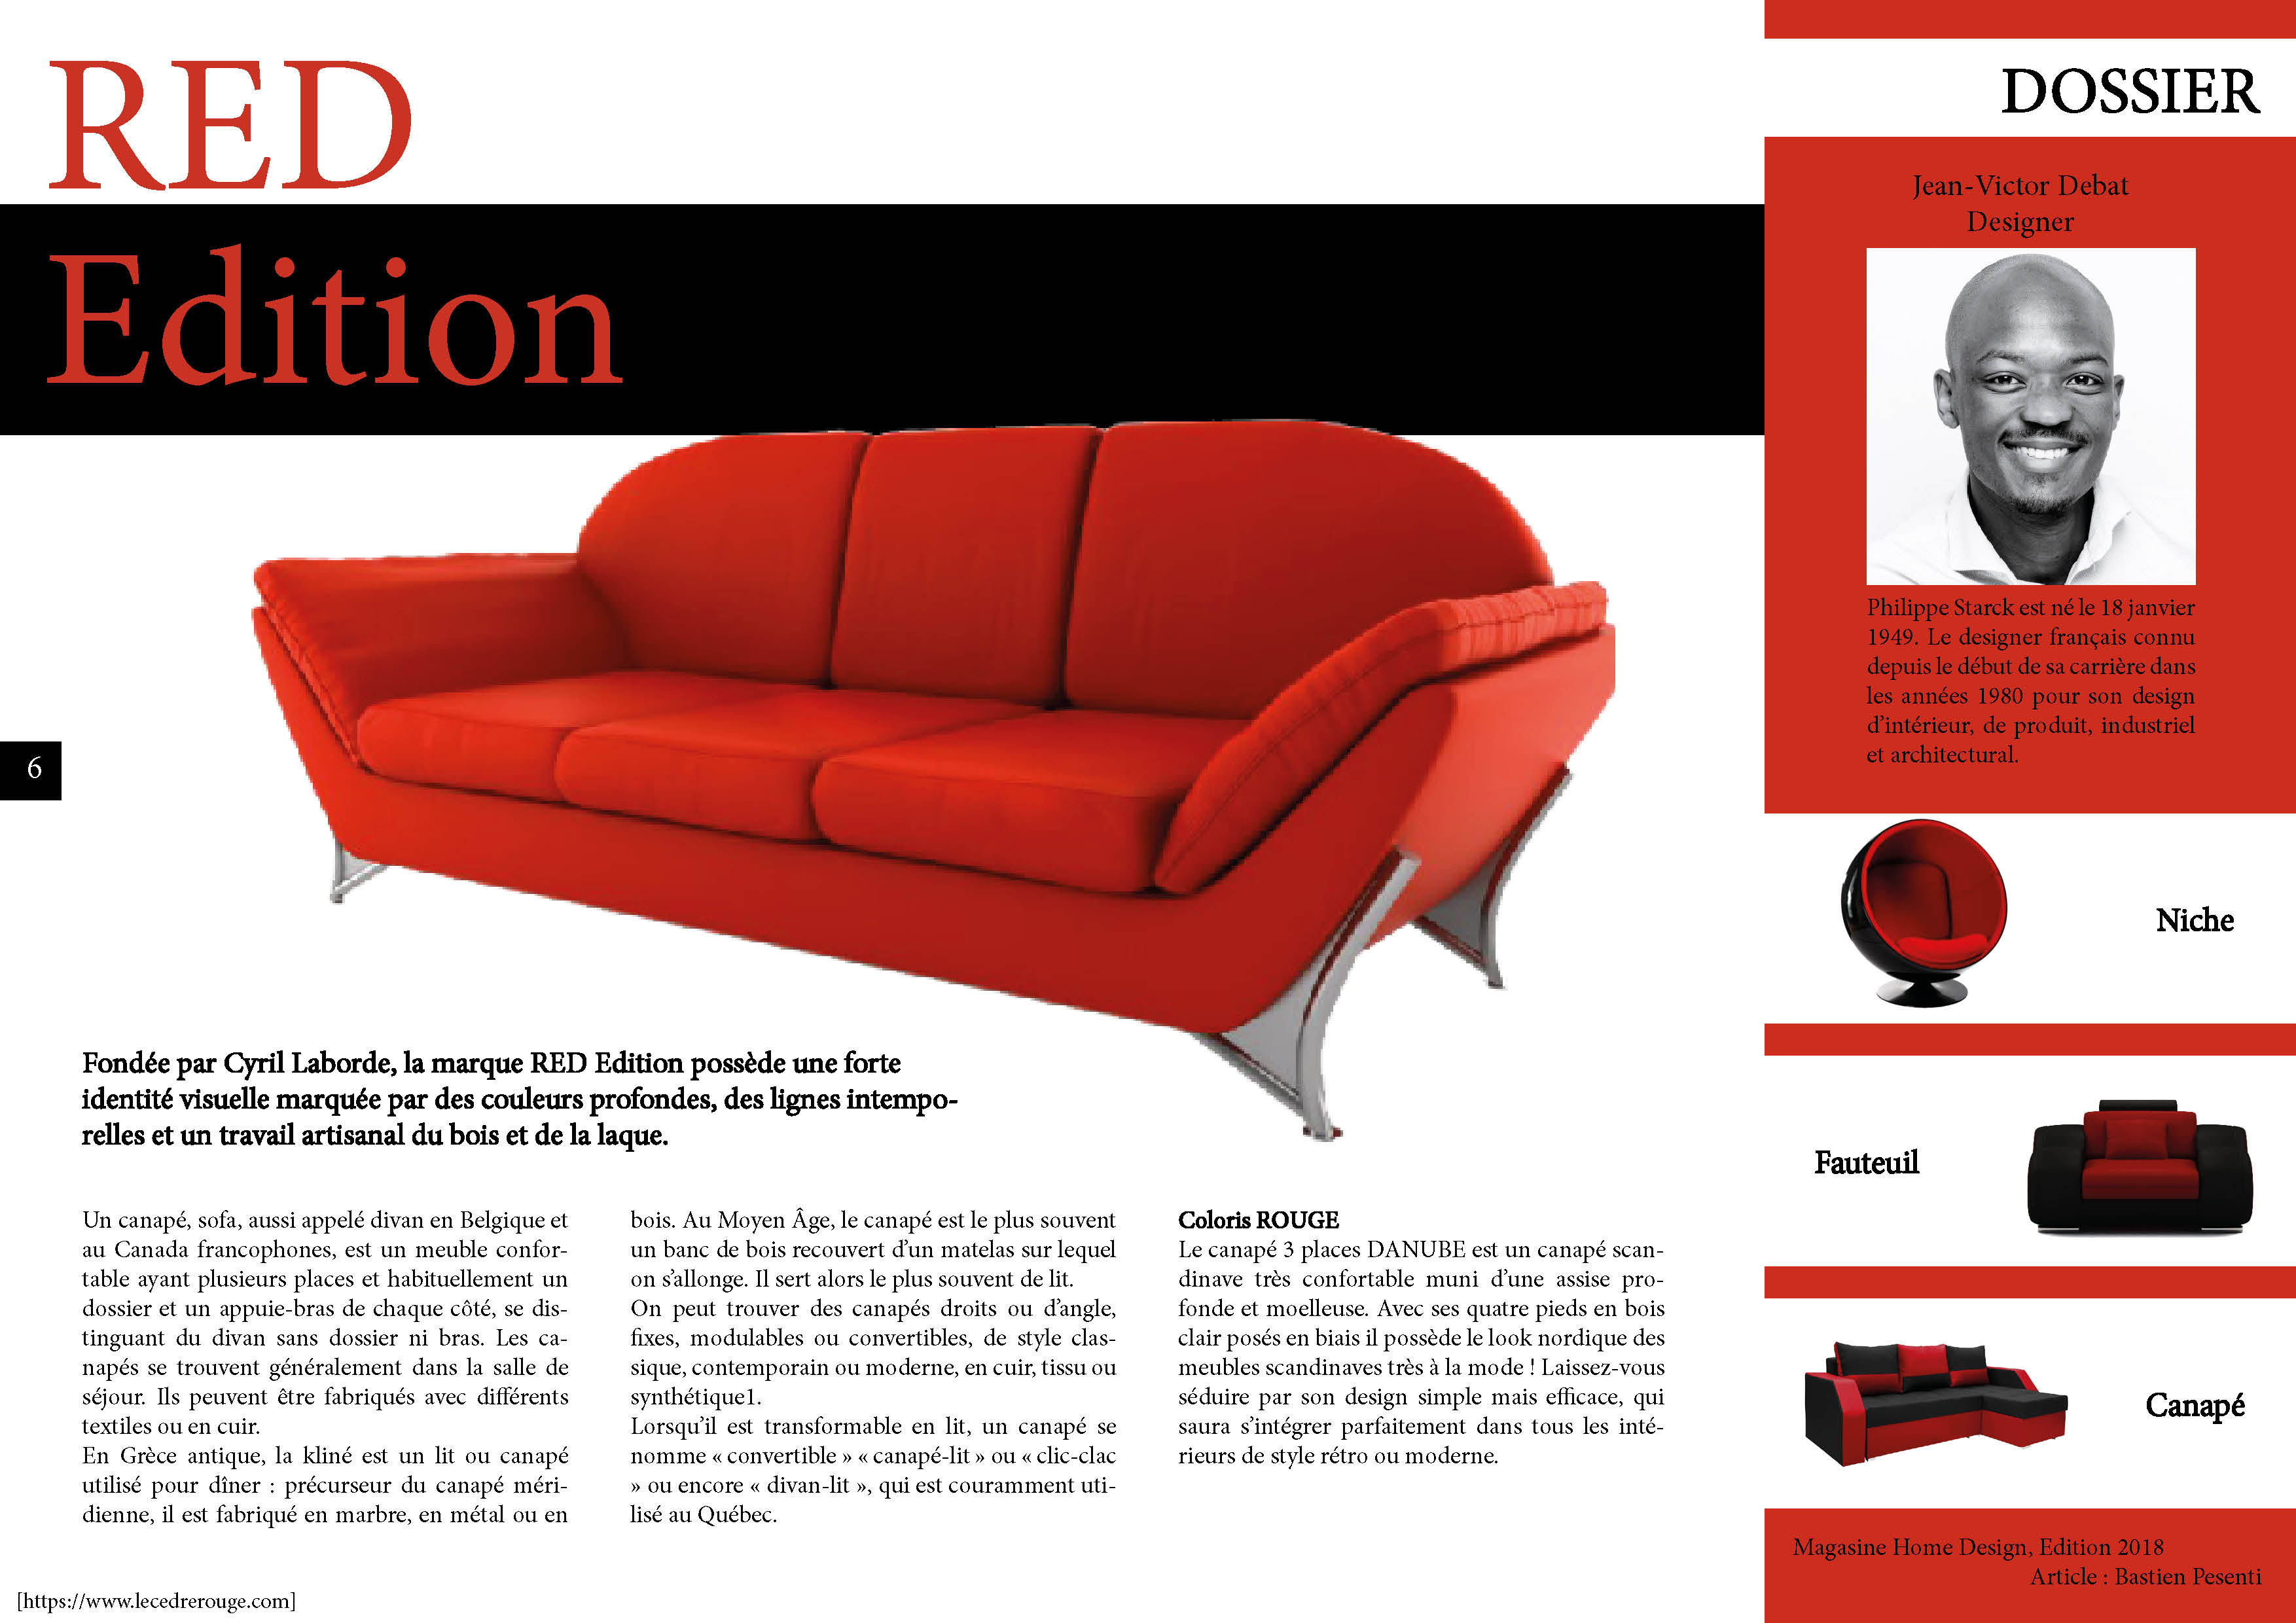 RED
Edition
DOSSIER
Jean-Victor Debat
Designer
Philippe Starck est né le 18 janvier
1949. Le designer français connu
depuis le début de sa carrière dans
les années 1980 pour son design
d’intérieur, de produit, industriel
et architectural.
6
Niche
Fauteuil
Canapé
Fondée par Cyril Laborde, la marque RED Edition possède une forte
identité visuelle marquée par des couleurs profondes, des lignes intempo-
relles et un travail artisanal du bois et de la laque.
Un canapé, sofa, aussi appelé divan en Belgique et
au Canada francophones, est un meuble confor-
table ayant plusieurs places et habituellement un
dossier et un appuie-bras de chaque côté, se dis-
tinguant du divan sans dossier ni bras. Les ca-
napés se trouvent généralement dans la salle de
séjour. Ils peuvent être fabriqués avec différents
textiles ou en cuir.
En Grèce antique, la kliné est un lit ou canapé
utilisé pour dîner : précurseur du canapé méri-
dienne, il est fabriqué en marbre, en métal ou en
bois. Au Moyen Âge, le canapé est le plus souvent
un banc de bois recouvert d’un matelas sur lequel
on s’allonge. Il sert alors le plus souvent de lit.
On peut trouver des canapés droits ou d’angle,
fixes, modulables ou convertibles, de style clas-
sique, contemporain ou moderne, en cuir, tissu ou
synthétique1.
Lorsqu’il est transformable en lit, un canapé se
nomme « convertible » « canapé-lit » ou « clic-clac
» ou encore « divan-lit », qui est couramment uti-
lisé au Québec.
Coloris ROUGE
Le canapé 3 places DANUBE est un canapé scan-
dinave très confortable muni d’une assise pro-
fonde et moelleuse. Avec ses quatre pieds en bois
clair posés en biais il possède le look nordique des
meubles scandinaves très à la mode ! Laissez-vous
séduire par son design simple mais efficace, qui
saura s’intégrer parfaitement dans tous les inté-
rieurs de style rétro ou moderne.
Magasine Home Design, Edition 2018
Article : Bastien Pesenti
[https://www.lecedrerouge.com]